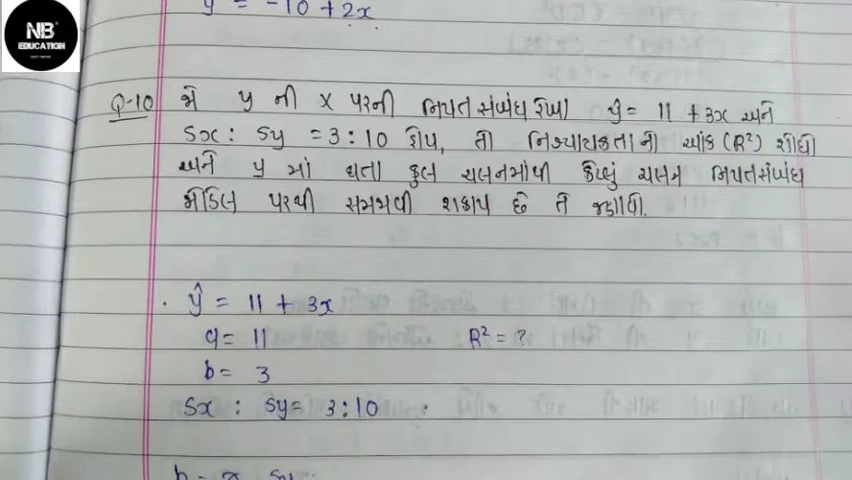 y = -10 + 2x
NB
EDUCATION
Q-10 જો y ની x પરની નિયતસંબંધ રેખા ŷ = 11 + 3x અને
Sx : Sy = 3 : 10 હોય, તો નિશ્ચાયકતાનો આંક (R²) શોધો
અને y માં થતા કુલ ચલનમાંથી કેટલું ચલન નિયતસંબંધ
મોડેલ પરથી સમજાવી શકાય છે તે જણાવો.
ŷ = 11 + 3x
a = 11 R² = ?
b = 3
Sx : Sy = 3 : 10